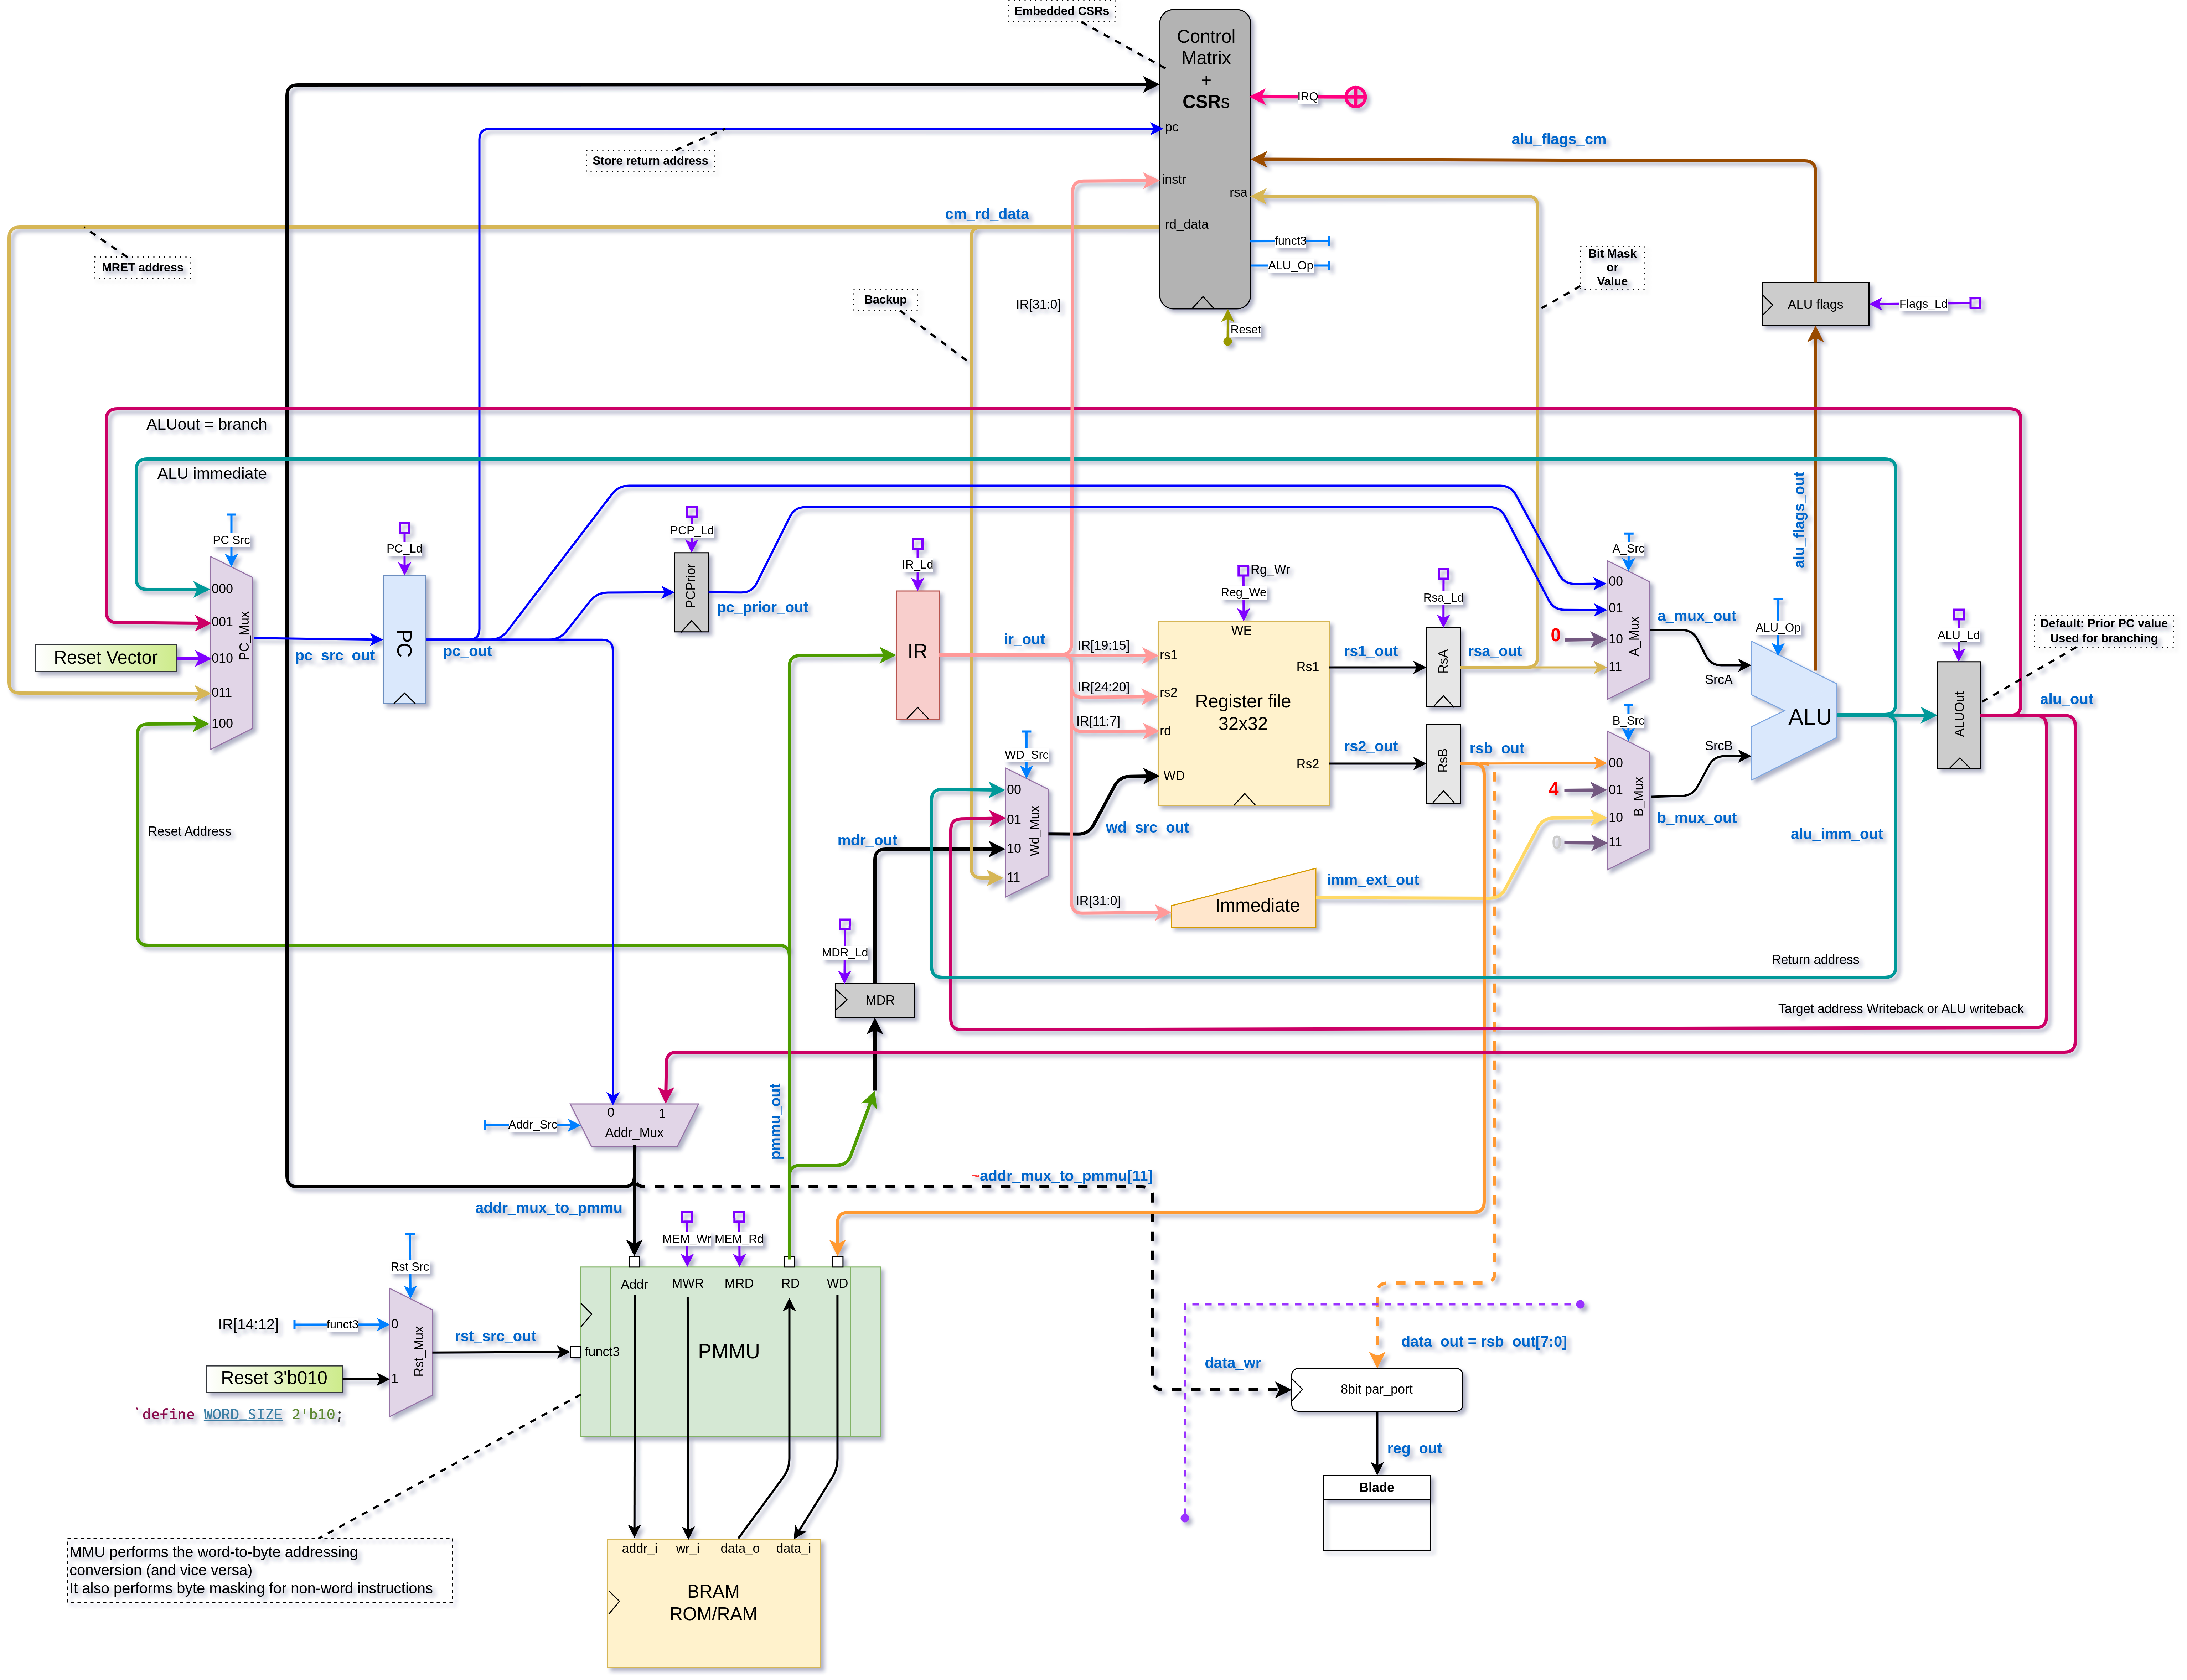 Embedded CSRs
Control
Matrix
+
CSRs
IRQ
pc
alu_flags_cm
Store return address
instr
rsa
cm_rd_data
rd_data
funct3
Bit Mask
or
Value
MRET address
ALU_Op
Backup
IR[31:0]
ALU flags
Flags_Ld
Reset
ALUout = branch
ALU immediate
alu_flags_out
PC Src
PC_Ld
PCP_Ld
IR_Ld
Rg_Wr
Reg_We
Rsa_Ld
A_Src
000
001
010
011
100
PC_Mux
Reset Vector
pc_src_out
PC
pc_out
PCPrior
pc_prior_out
IR
ir_out
IR[19:15]
IR[24:20]
IR[11:7]
rs1
rs2
rd
WD
WE
Register file
32x32
Rs1
Rs2
rs1_out
rs2_out
RsA
RsB
rsa_out
rsb_out
0
00
01
10
11
A_Mux
a_mux_out
SrcA
ALU_Op
ALU
SrcB
ALU_Ld
Default: Prior PC value
Used for branching
ALUOut
alu_out
B_Src
4
0
00
01
10
11
B_Mux
b_mux_out
alu_imm_out
WD_Src
00
01
10
11
Wd_Mux
wd_src_out
mdr_out
Reset Address
IR[31:0]
Immediate
imm_ext_out
MDR_Ld
MDR
Return address
Target address Writeback or ALU writeback
pmmu_out
Addr_Src
0
1
Addr_Mux
~addr_mux_to_pmmu[11]
addr_mux_to_pmmu
MEM_Wr
MEM_Rd
Rst Src
Addr
MWR
MRD
RD
WD
IR[14:12]
funct3
0
1
Rst_Mux
rst_src_out
funct3
PMMU
Reset 3'b010
`define WORD_SIZE 2'b10;
data_out = rsb_out[7:0]
data_wr
8bit par_port
reg_out
Blade
MMU performs the word-to-byte addressing
conversion (and vice versa)
It also performs byte masking for non-word instructions
addr_i
wr_i
data_o
data_i
BRAM
ROM/RAM